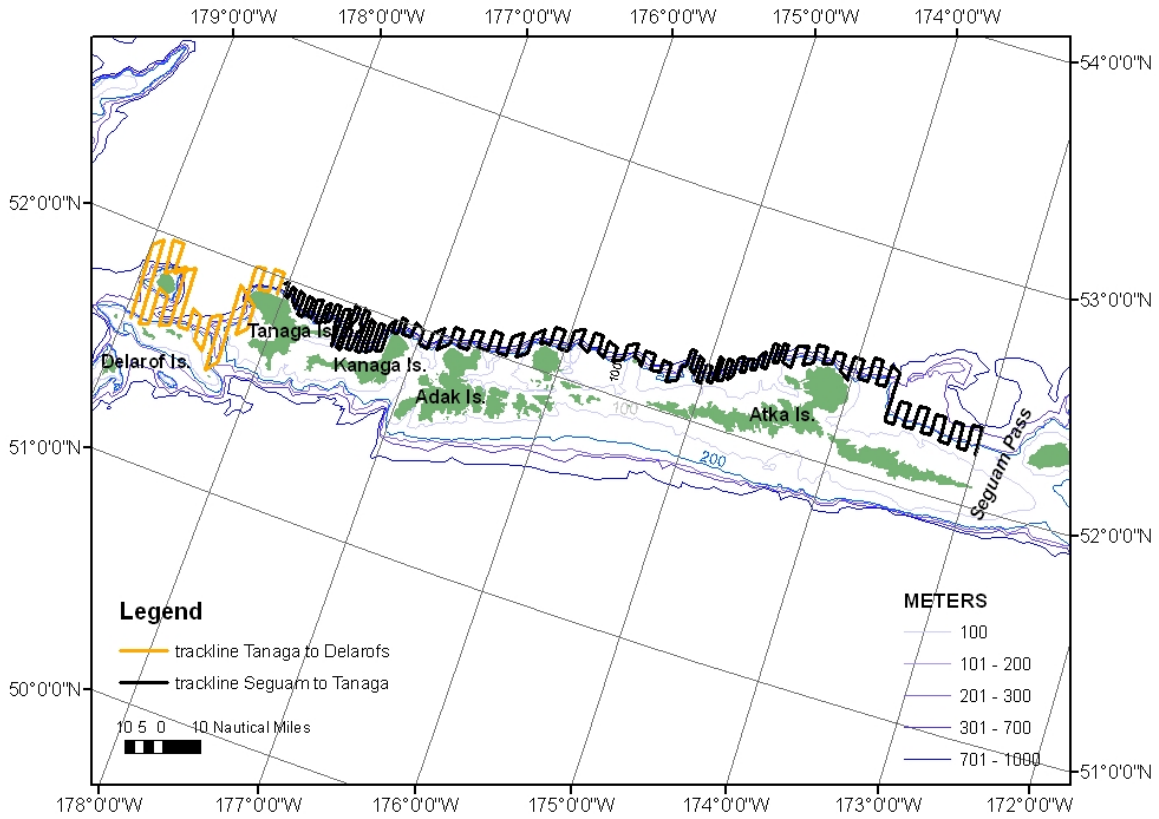 179°0'0"W 178°0'0"W 177°0'0"W 176°0'0"W 175°0'0"W 174°0'0"W
54°0'0"N
52°0'0"N
53°0'0"N
Tanaga Is.
Delarof Is.
Kanaga Is.
1000
200
Adak Is.
100
Atka Is.
Seguam Pass
51°0'0"N
200
52°0'0"N
Legend
trackline Tanaga to Delarofs
trackline Seguam to Tanaga
10 5 0 10 Nautical Miles
METERS
100
101 - 200
201 - 300
301 - 700
701 - 1000
50°0'0"N
51°0'0"N
178°0'0"W 177°0'0"W 176°0'0"W 175°0'0"W 174°0'0"W 173°0'0"W 172°0'0"W